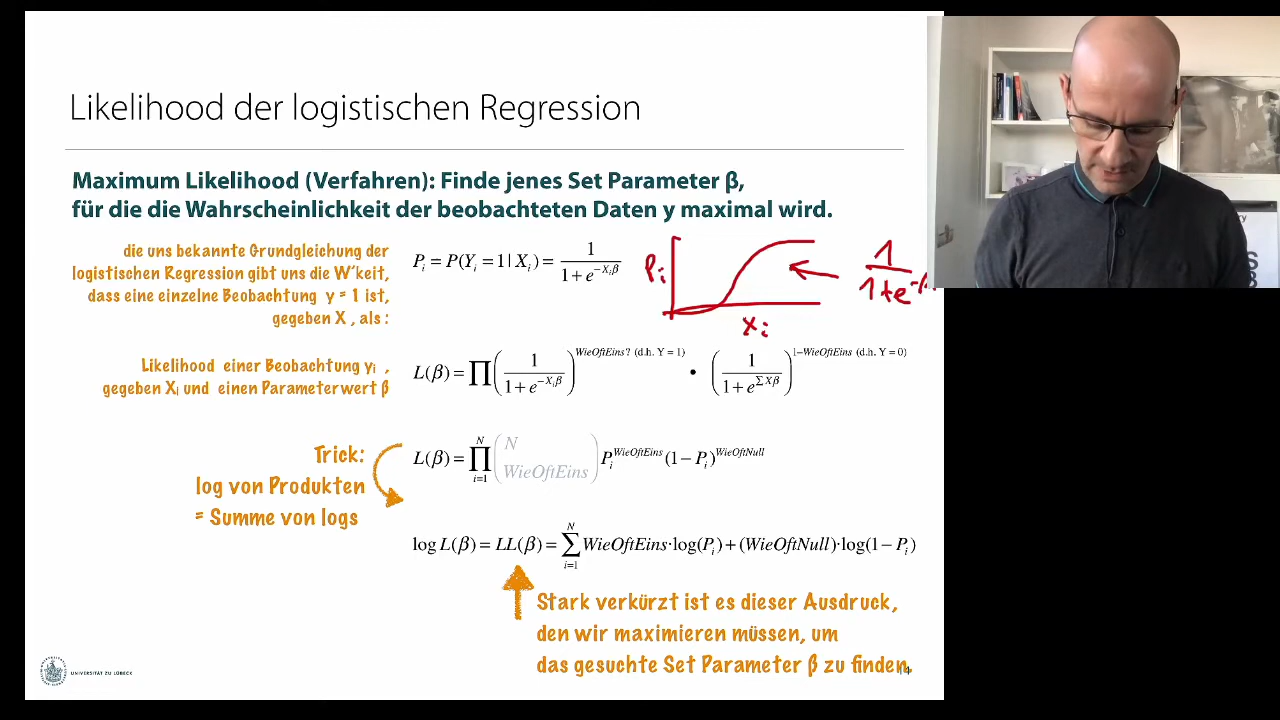 Likelihood der logistischen Regression
Maximum Likelihood (Verfahren): Finde jenes Set Parameter β,
für die die Wahrscheinlichkeit der beobachteten Daten y maximal wird.
die uns bekannte Grundgleichung der
logistischen Regression gibt uns die W'keit,
dass eine einzelne Beobachtung y = 1 ist,
gegeben X , als :
P_i = P(Y_i = 1 | X_i) = 1 / (1 + e^{−X_iβ})
P_i
x_i
1 / (1 + e^-
Likelihood einer Beobachtung y_i ,
gegeben X_i und einen Parameterwert β
L(β) = ∏ (1 / (1 + e^{−X_iβ}))^{WieOftEins? (d.h. Y = 1)} • (1 / (1 + e^{∑Xβ}))^{1−WieOftEins (d.h. Y = 0)}
Trick:
log von Produkten
= Summe von logs
L(β) = ∏_{i=1}^{N} (N WieOftEins) P_i^{WieOftEins} (1 − P_i)^{WieOftNull}
log L(β) = LL(β) = ∑_{i=1}^{N} WieOftEins·log(P_i) + (WieOftNull)·log(1 − P_i)
Stark verkürzt ist es dieser Ausdruck,
den wir maximieren müssen, um
das gesuchte Set Parameter β zu finden.
UNIVERSITÄT ZU LÜBECK